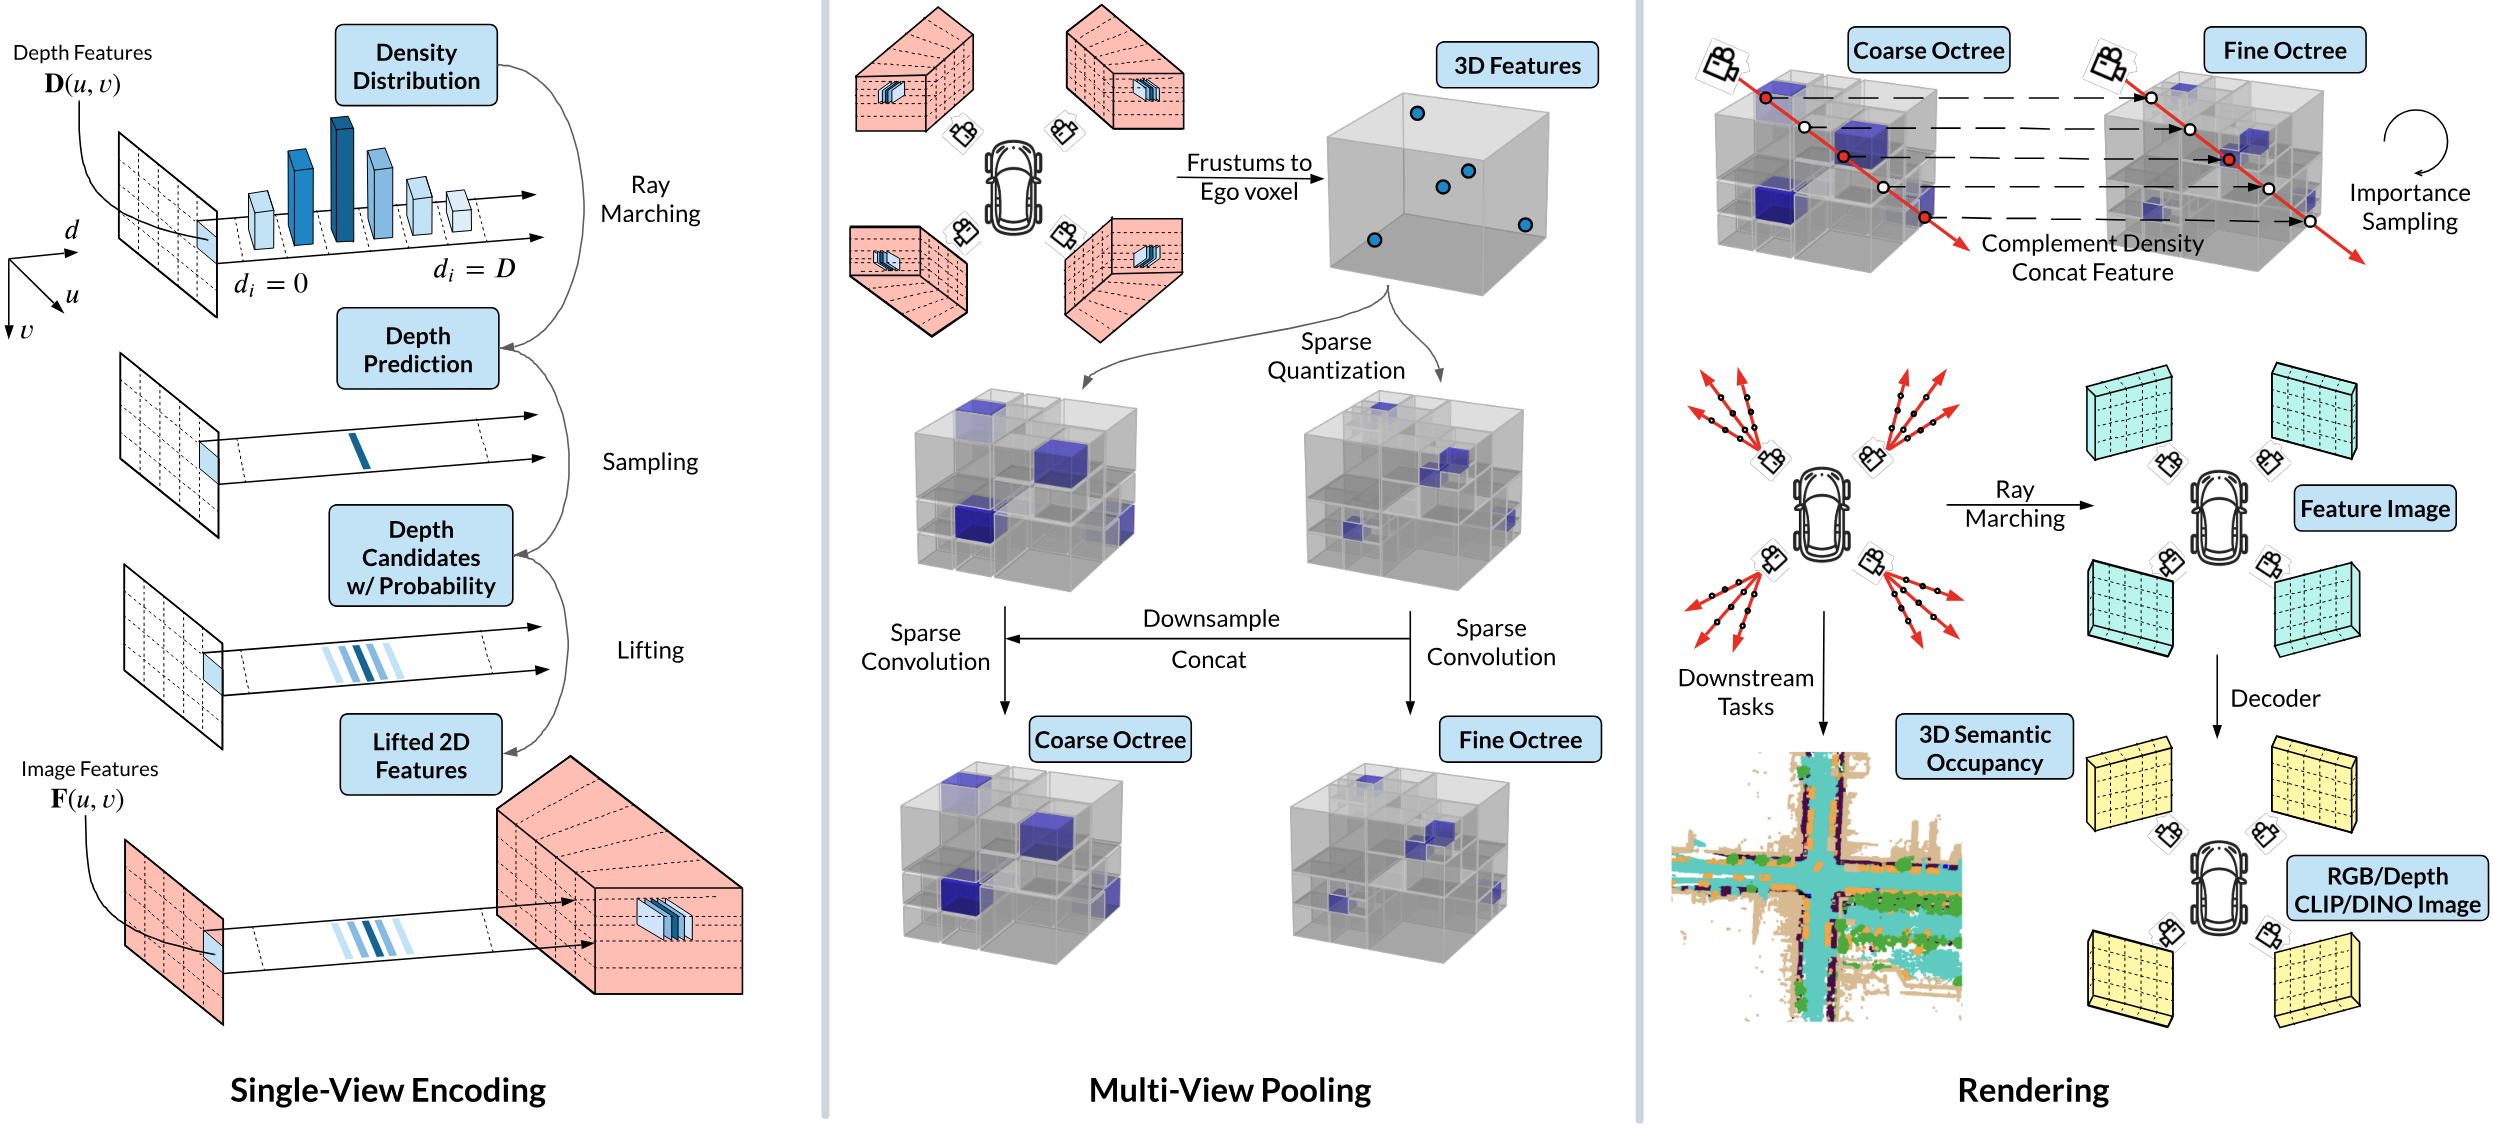 Depth Features
D(u, v)
Density
Distribution
d
u
v
d_i = 0
d_i = D
Ray
Marching
Depth
Prediction
Sampling
Depth
Candidates
w/ Probability
Lifting
Lifted 2D
Features
Image Features
F(u, v)
Single-View Encoding
Frustums to
Ego voxel
3D Features
Sparse
Quantization
Sparse
Convolution
Downsample
Concat
Sparse
Convolution
Coarse Octree
Fine Octree
Multi-View Pooling
Coarse Octree
Fine Octree
Importance
Sampling
Complement Density
Concat Feature
Ray
Marching
Feature Image
Downstream
Tasks
Decoder
3D Semantic
Occupancy
RGB/Depth
CLIP/DINO Image
Rendering